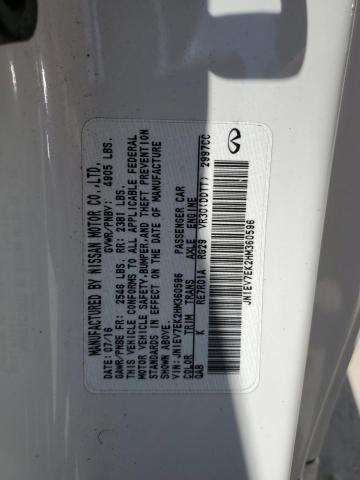 MANUFACTURED BY NISSAN MOTOR CO.,LTD.
DATE: 07/16 GVWR/PNBV: 4905 LBS.
GAWR/PNBE FR: 2546 LBS. RR: 2381 LBS.
THIS VEHICLE CONFORMS TO ALL APPLICABLE FEDERAL
MOTOR VEHICLE SAFETY, BUMPER, AND THEFT PREVENTION
STANDARDS IN EFFECT ON THE DATE OF MANUFACTURE
SHOWN ABOVE.
VIN: JN1EV7EK2HM360596 PASSENGER CAR
COLOR TRIM TRANS
QAB K RE7R01A R029 VR30(DDTT) 2997CC
JN1EV7EK2HM360596